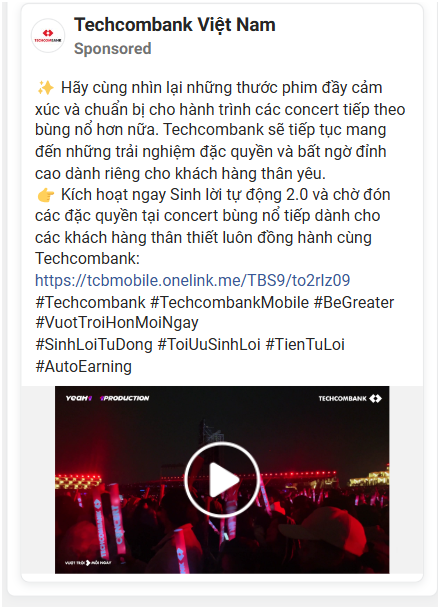 Techcombank Việt Nam
TECHCOMBANK
Sponsored
✨ Hãy cùng nhìn lại những thước phim đầy cảm
xúc và chuẩn bị cho hành trình các concert tiếp theo
bùng nổ hơn nữa. Techcombank sẽ tiếp tục mang
đến những trải nghiệm đặc quyền và bất ngờ đỉnh
cao dành riêng cho khách hàng thân yêu.
👉 Kích hoạt ngay Sinh lời tự động 2.0 và chờ đón
các đặc quyền tại concert bùng nổ tiếp dành cho
các khách hàng thân thiết luôn đồng hành cùng
Techcombank:
https://tcbmobile.onelink.me/TBS9/to2rlz09
#Techcombank #TechcombankMobile #BeGreater
#VuotTroiHonMoiNgay
#SinhLoiTuDong #ToiUuSinhLoi #TienTuLoi
#AutoEarning
YEAH1 1PRODUCTION TECHCOMBANK
VƯỢT TRỘI MỖI NGÀY